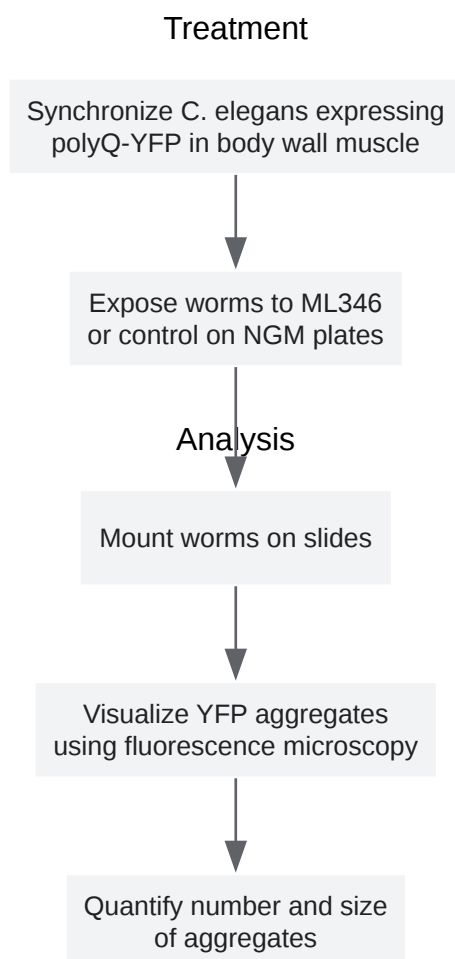 Treatment
Synchronize C. elegans expressing
polyQ-YFP in body wall muscle
Expose worms to ML346
or control on NGM plates
Analysis
Mount worms on slides
Visualize YFP aggregates
using fluorescence microscopy
Quantify number and size
of aggregates